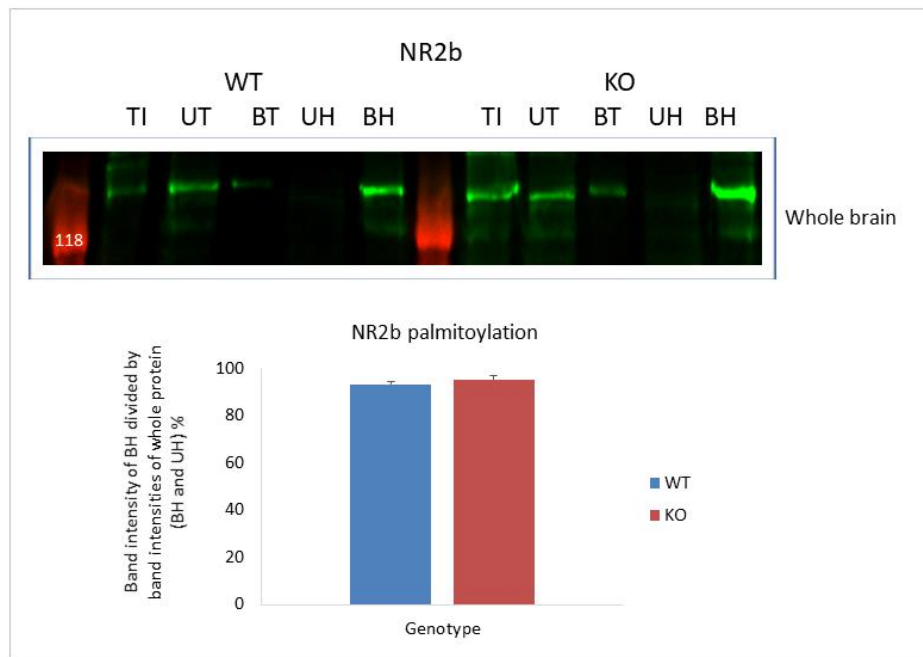 NR2b
WT KO
TI UT BT UH BH TI UT BT UH BH
118
Whole brain
NR2b palmitoylation
Band intensity of BH divided by
band intensities of whole protein
(BH and UH) %
100
80
60
40
20
0
WT
KO
Genotype